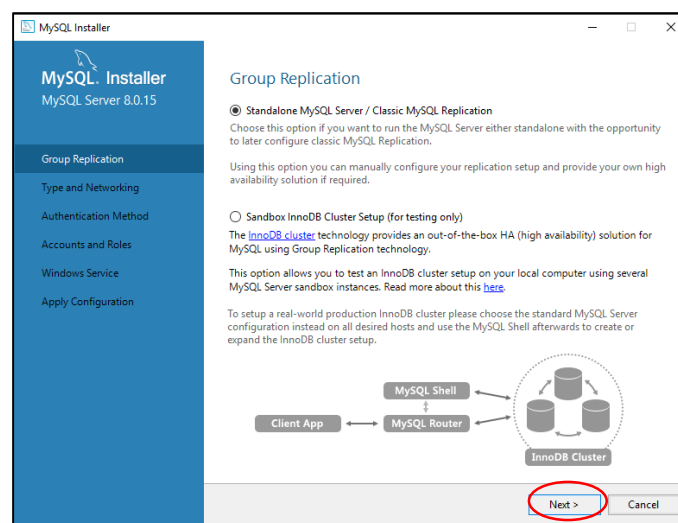 MySQL Installer
MySQL. Installer
MySQL Server 8.0.15
Group Replication
Type and Networking
Authentication Method
Accounts and Roles
Windows Service
Apply Configuration
Group Replication
Standalone MySQL Server / Classic MySQL Replication
Choose this option if you want to run the MySQL Server either standalone with the opportunity
to later configure classic MySQL Replication.
Using this option you can manually configure your replication setup and provide your own high
availability solution if required.
Sandbox InnoDB Cluster Setup (for testing only)
The InnoDB cluster technology provides an out-of-the-box HA (high availability) solution for
MySQL using Group Replication technology.
This option allows you to test an InnoDB cluster setup on your local computer using several
MySQL Server sandbox instances. Read more about this here.
To setup a real-world production InnoDB cluster please choose the standard MySQL Server
configuration instead on all desired hosts and use the MySQL Shell afterwards to create or
expand the InnoDB cluster setup.
MySQL Shell
Client App
MySQL Router
InnoDB Cluster
Next >
Cancel